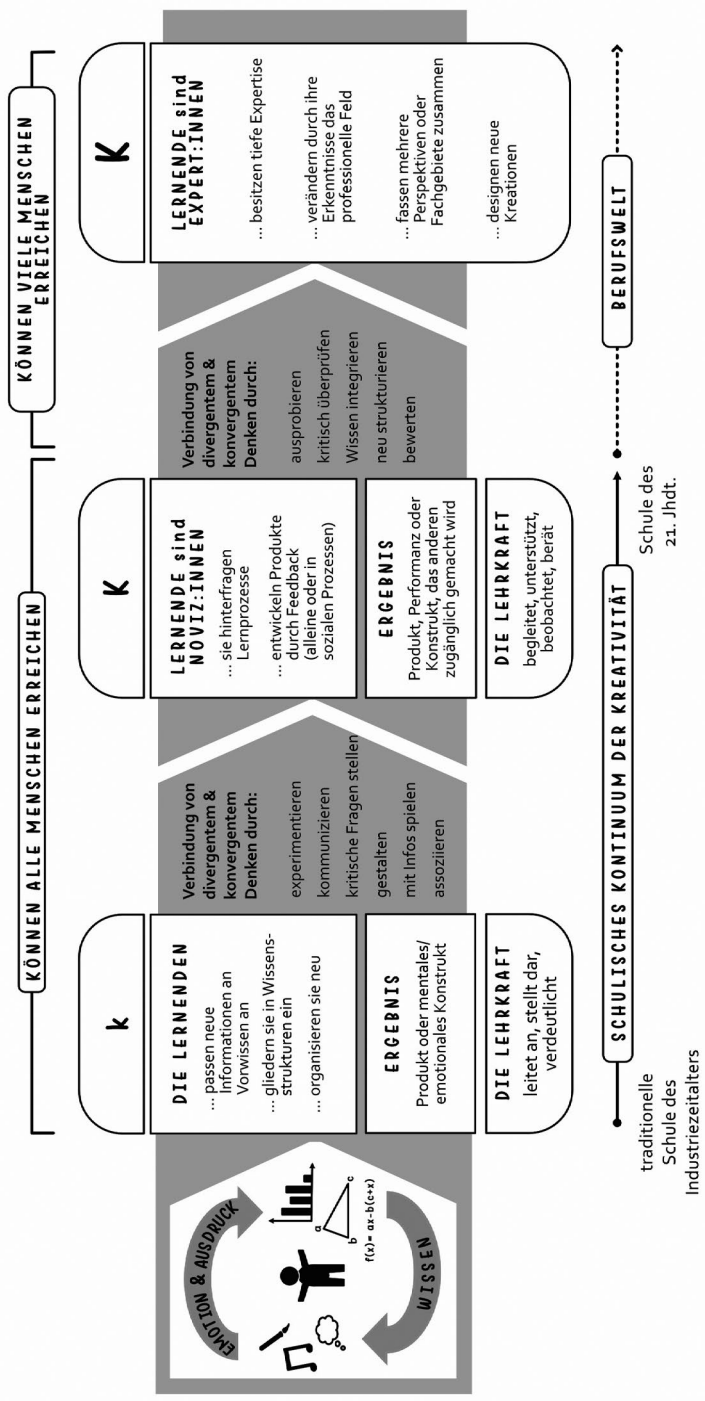 KÖNNEN ALLE MENSCHEN ERREICHEN
KÖNNEN VIELE MENSCHEN
ERREICHEN
EMOTION & AUSDRUCK
a
b
c
f(x)= ax-b(c+x)
WISSEN
k
DIE LERNENDEN
... passen neue
Informationen an
Vorwissen an
... gliedern sie in Wissens-
strukturen ein
... organisieren sie neu
ERGEBNIS
Produkt oder mentales/
emotionales Konstrukt
DIE LEHRKRAFT
leitet an, stellt dar,
verdeutlicht
Verbindung von
divergentem &
konvergentem
Denken durch:
experimentieren
kommunizieren
kritische Fragen stellen
gestalten
mit Infos spielen
assoziieren
K
LERNENDE sind
NOVIZ:INNEN
... sie hinterfragen
Lernprozesse
... entwickeln Produkte
durch Feedback
(alleine oder in
sozialen Prozessen)
ERGEBNIS
Produkt, Performanz oder
Konstrukt, das anderen
zugänglich gemacht wird
DIE LEHRKRAFT
begleitet, unterstützt,
beobachtet, berät
Verbindung von
divergentem &
konvergentem
Denken durch:
ausprobieren
kritisch überprüfen
Wissen integrieren
neu strukturieren
bewerten
K
LERNENDE sind
EXPERT:INNEN
... besitzen tiefe Expertise
... verändern durch ihre
Erkenntnisse das
professionelle Feld
... fassen mehrere
Perspektiven oder
Fachgebiete zusammen
... designen neue
Kreationen
SCHULISCHES KONTINUUM DER KREATIVITÄT
BERUFSWELT
traditionelle
Schule des
Industriezeitalters
Schule des
21. Jhdt.